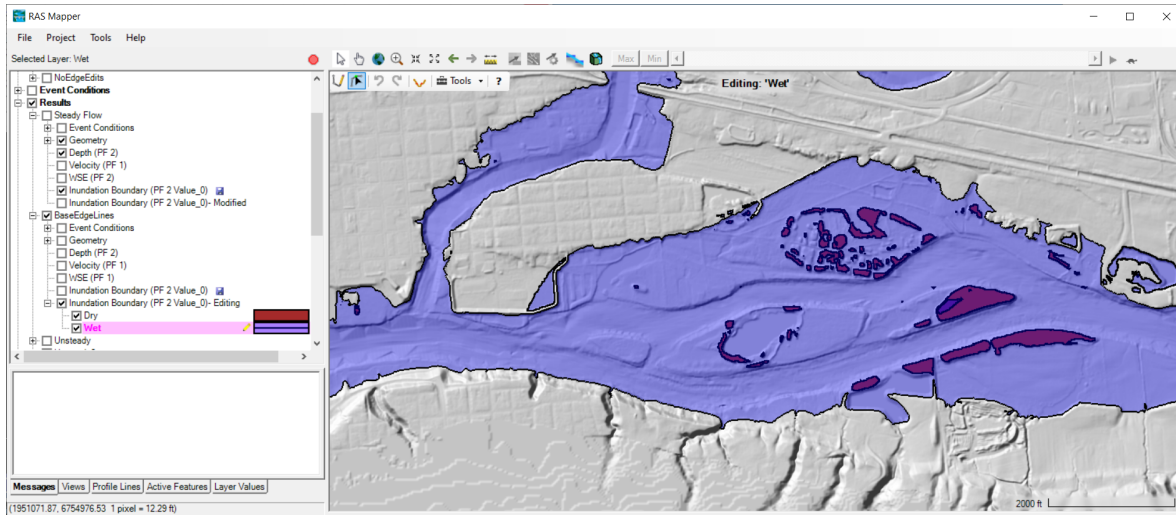 RAS Mapper
File Project Tools Help
Selected Layer: Wet
Max Min
NoEdgeEdits
Event Conditions
Results
Steady Flow
Event Conditions
Geometry
Depth (PF 2)
Velocity (PF 1)
WSE (PF 2)
Inundation Boundary (PF 2 Value_0)
Inundation Boundary (PF 2 Value_0)- Modified
BaseEdgeLines
Event Conditions
Geometry
Depth (PF 2)
Velocity (PF 1)
WSE (PF 1)
Inundation Boundary (PF 2 Value_0)
Inundation Boundary (PF 2 Value_0)- Editing
Dry
Wet
Unsteady
Tools ?
Editing: 'Wet'
2000 ft
Messages Views Profile Lines Active Features Layer Values
(1951071.87, 6754976.53 1 pixel = 12.29 ft)